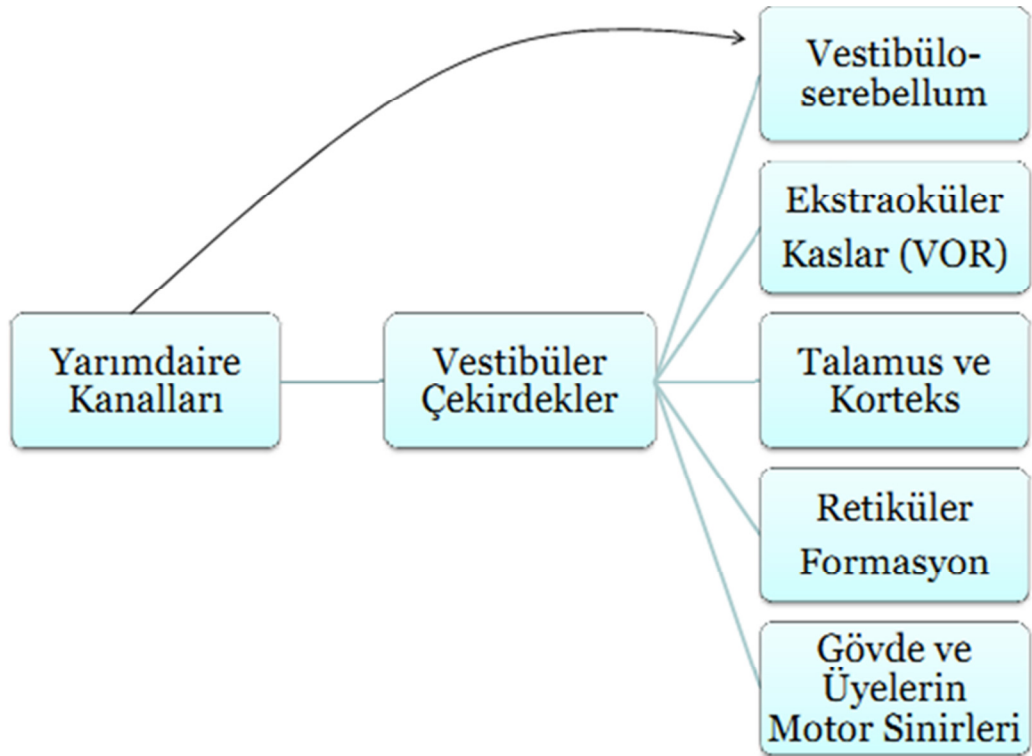 Vestibülo-
serebellum
Ekstraoküler
Kaslar (VOR)
Yarımdaire
Kanalları
Vestibüler
Çekirdekler
Talamus ve
Korteks
Retiküler
Formasyon
Gövde ve
Üyelerin
Motor Sinirleri